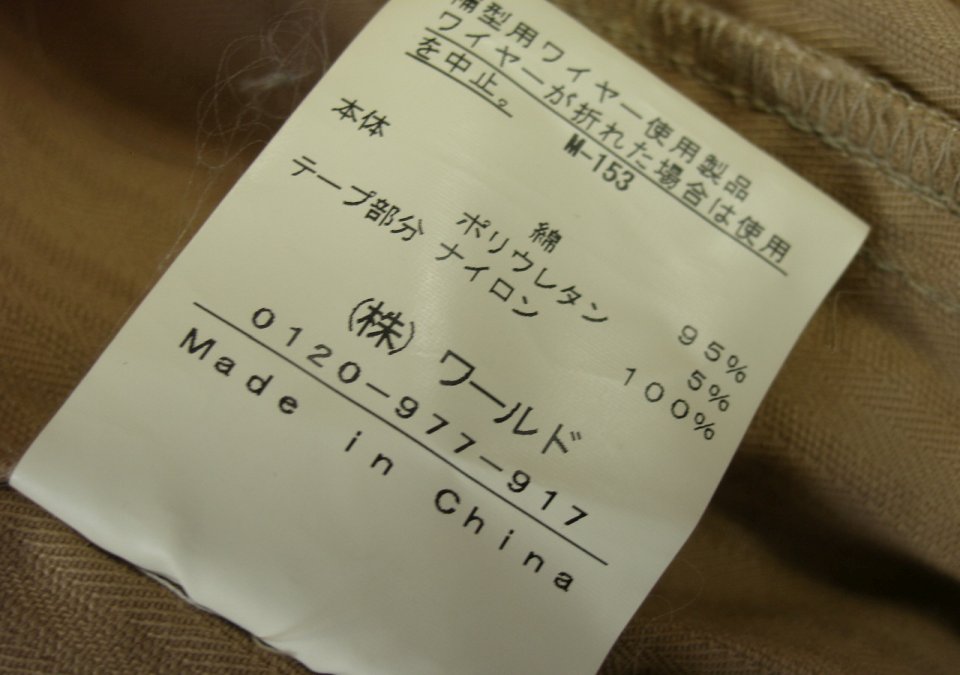 補型用ワイヤー使用製品
ワイヤーが折れた場合は使用
を中止。
M-153
本体 綿 95%
ポリウレタン 5%
テープ部分 ナイロン 100%
(株) ワールド
0120-977-917
Made in China